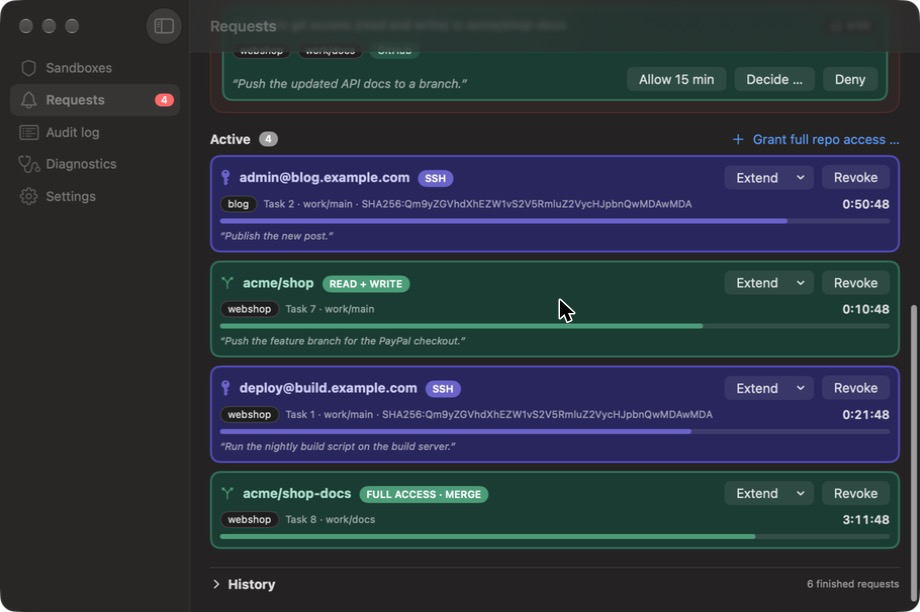 Requests
Sandboxes
Requests 4
Audit log
Diagnostics
Settings
webshop work/docs GitHub
“Push the updated API docs to a branch.” Allow 15 min Decide ... Deny
Active 4 + Grant full repo access ...
admin@blog.example.com SSH Extend Revoke
blog Task 2 · work/main · SHA256:Qm9yZGVhdXhEZW1vS2V5RmluZ2VycHJpbnQwMDAwMDA 0:50:48
“Publish the new post.”
acme/shop READ + WRITE Extend Revoke
webshop Task 7 · work/main 0:10:48
“Push the feature branch for the PayPal checkout.”
deploy@build.example.com SSH Extend Revoke
webshop Task 1 · work/main · SHA256:Qm9yZGVhdXhEZW1vS2V5RmluZ2VycHJpbnQwMDAwMDA 0:21:48
“Run the nightly build script on the build server.”
acme/shop-docs FULL ACCESS · MERGE Extend Revoke
webshop Task 8 · work/docs 3:11:48
History 6 finished requests